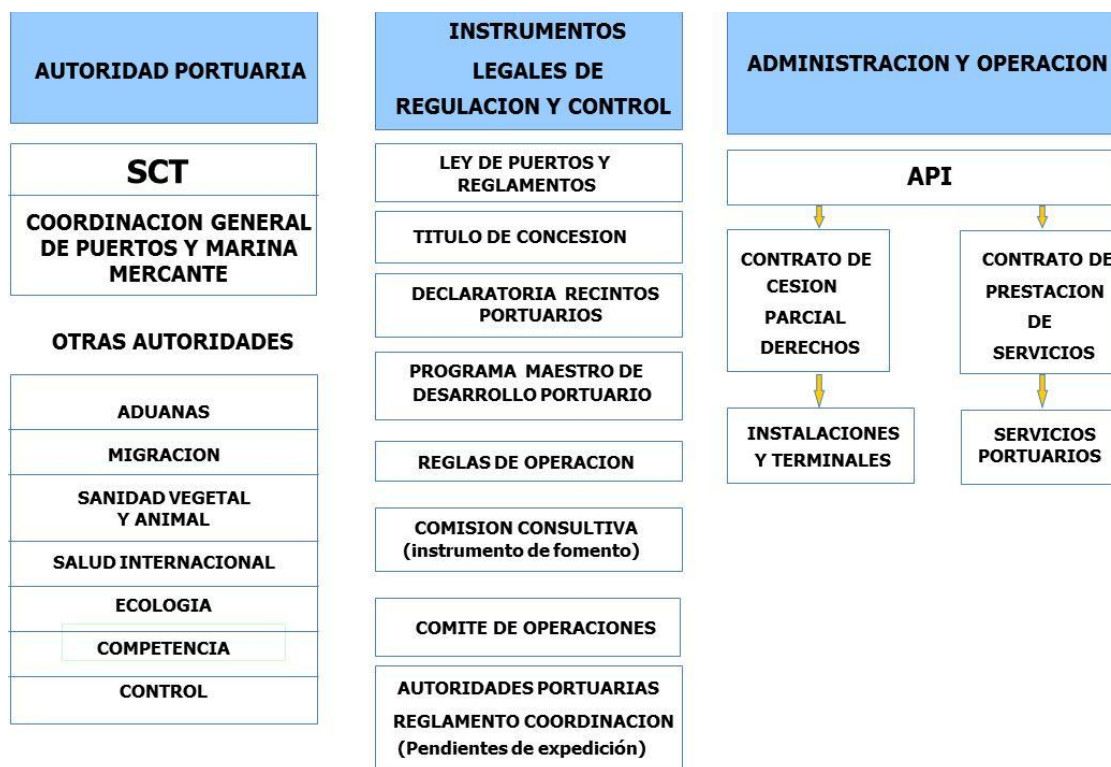 AUTORIDAD PORTUARIA
SCT
COORDINACION GENERAL
DE PUERTOS Y MARINA
MERCANTE
OTRAS AUTORIDADES
ADUANAS
MIGRACION
SANIDAD VEGETAL
Y ANIMAL
SALUD INTERNACIONAL
ECOLOGIA
COMPETENCIA
CONTROL
INSTRUMENTOS
LEGALES DE
REGULACION Y CONTROL
LEY DE PUERTOS Y
REGLAMENTOS
TITULO DE CONCESION
DECLARATORIA RECINTOS
PORTUARIOS
PROGRAMA MAESTRO DE
DESARROLLO PORTUARIO
REGLAS DE OPERACION
COMISION CONSULTIVA
(instrumento de fomento)
COMITE DE OPERACIONES
AUTORIDADES PORTUARIAS
REGLAMENTO COORDINACION
(Pendientes de expedición)
ADMINISTRACION Y OPERACION
API
CONTRATO DE
CESION
PARCIAL
DERECHOS
INSTALACIONES
Y TERMINALES
CONTRATO DE
PRESTACION
DE
SERVICIOS
SERVICIOS
PORTUARIOS